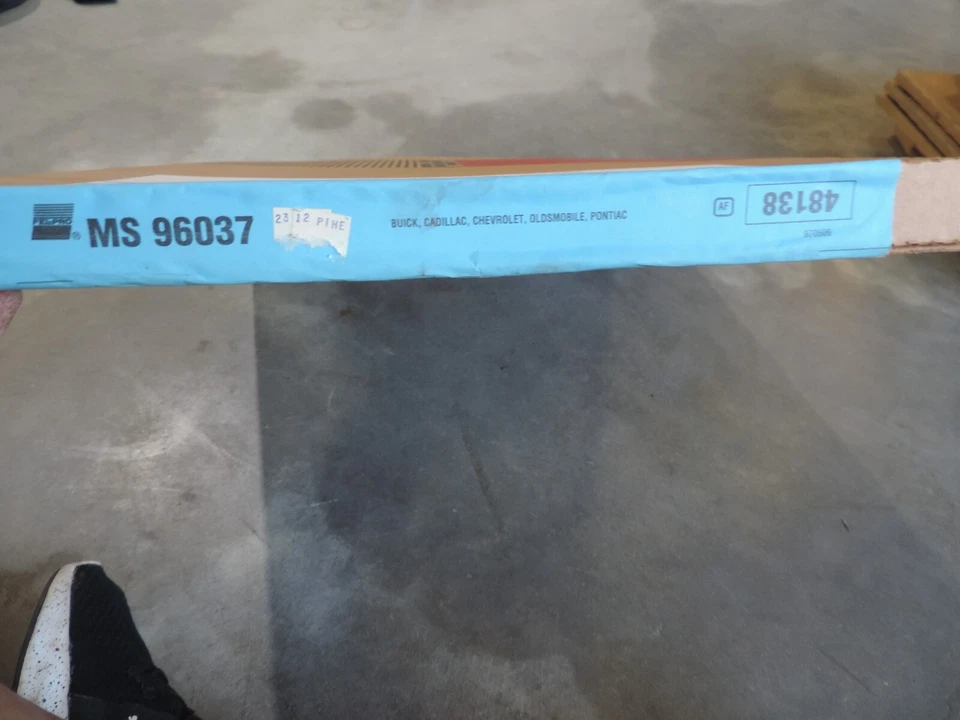 FEL-PRO
® MS 96037
23 12 PIHE
BUICK, CADILLAC, CHEVROLET, OLDSMOBILE, PONTIAC
AF
48138